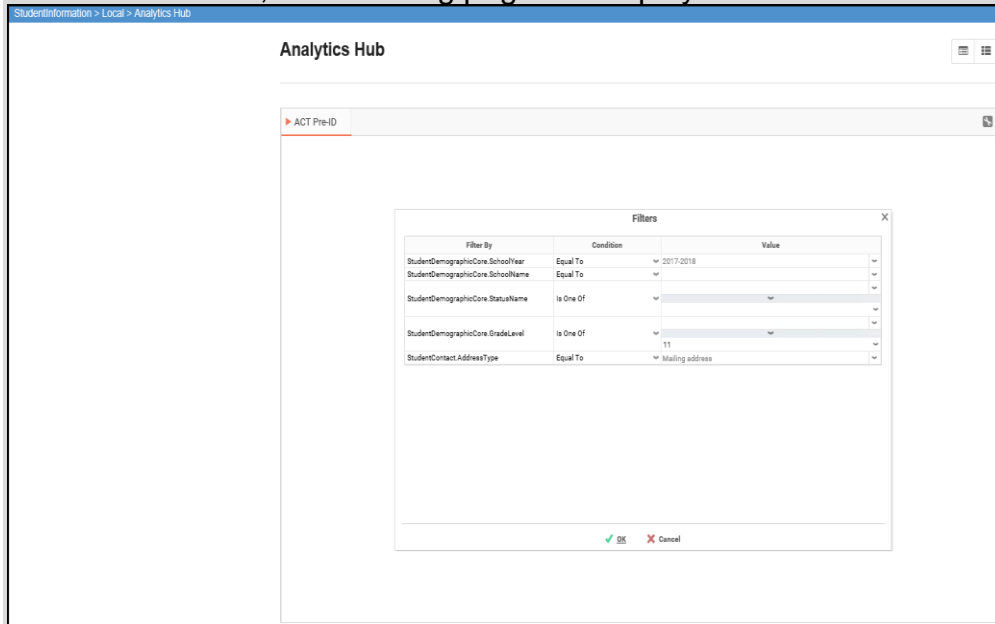 StudentInformation > Local > Analytics Hub
Analytics Hub
ACT Pre-ID
Filters
Filter By Condition Value
StudentDemographicCore.SchoolYear Equal To 2017-2018
StudentDemographicCore.SchoolName Equal To
StudentDemographicCore.StatusName Is One Of
StudentDemographicCore.GradeLevel Is One Of
11
StudentContact.AddressType Equal To Mailing address
OK Cancel